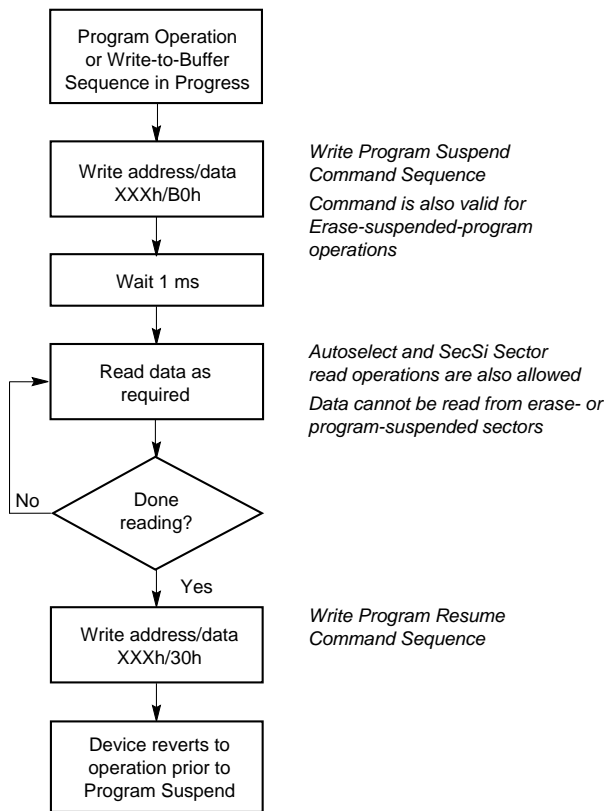 Program Operation
or Write-to-Buffer
Sequence in Progress
Write address/data
XXXh/B0h
Write Program Suspend
Command Sequence
Command is also valid for
Erase-suspended-program
operations
Wait 1 ms
Read data as
required
Autoselect and SecSi Sector
read operations are also allowed
Data cannot be read from erase- or
program-suspended sectors
No
Done
reading?
Yes
Write address/data
XXXh/30h
Write Program Resume
Command Sequence
Device reverts to
operation prior to
Program Suspend